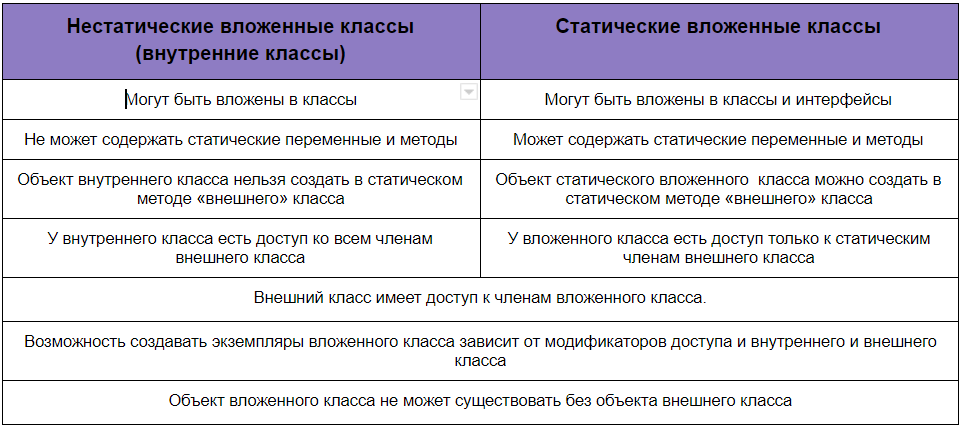 Нестатические вложенные классы
(внутренние классы)
Статические вложенные классы
Могут быть вложены в классы
Могут быть вложены в классы и интерфейсы
Не может содержать статические переменные и методы
Может содержать статические переменные и методы
Объект внутреннего класса нельзя создать в статическом
методе «внешнего» класса
Объект статического вложенного  класса можно создать в
статическом методе «внешнего» класса
У внутреннего класса есть доступ ко всем членам
внешнего класса
У вложенного класса есть доступ только к статическим
членам внешнего класса
Внешний класс имеет доступ к членам вложенного класса.
Возможность создавать экземпляры вложенного класса зависит от модификаторов доступа и внутреннего и внешнего
класса
Объект вложенного класса не может существовать без объекта внешнего класса